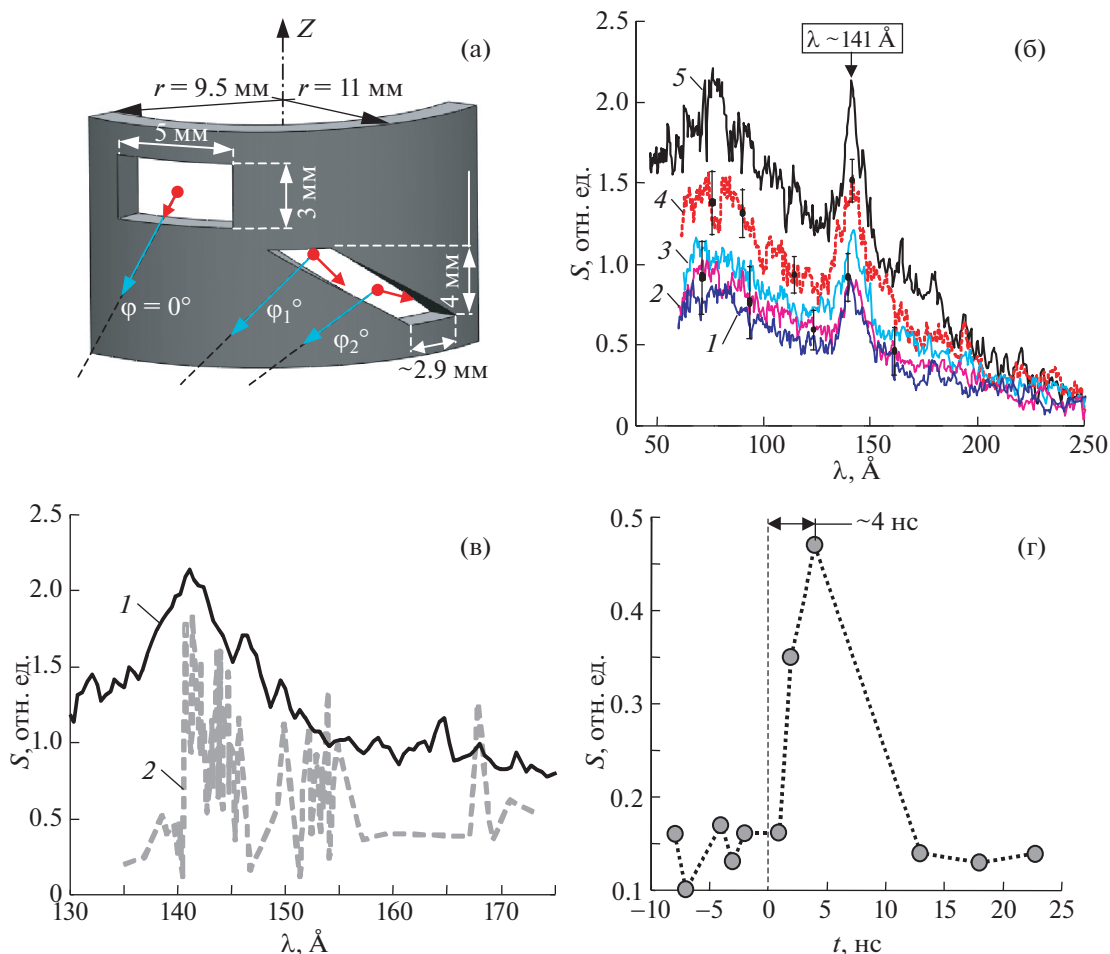 (а)
Z
r = 9.5 мм
r = 11 мм
5 мм
3 мм
4 мм
φ = 0°
φ₁°
φ₂°
~2.9 мм
(б)
λ ~141 Å
S, отн. ед.
2.5
2.0
1.5
1.0
0.5
0
5
4
3
2
1
50 100 150 200 250
λ, Å
(в)
S, отн. ед.
2.5
2.0
1.5
1.0
0.5
0
1
2
130 140 150 160 170
λ, Å
(г)
~4 нс
S, отн. ед.
0.5
0.4
0.3
0.2
0.1
−10 −5 0 5 10 15 20 25
t, нс